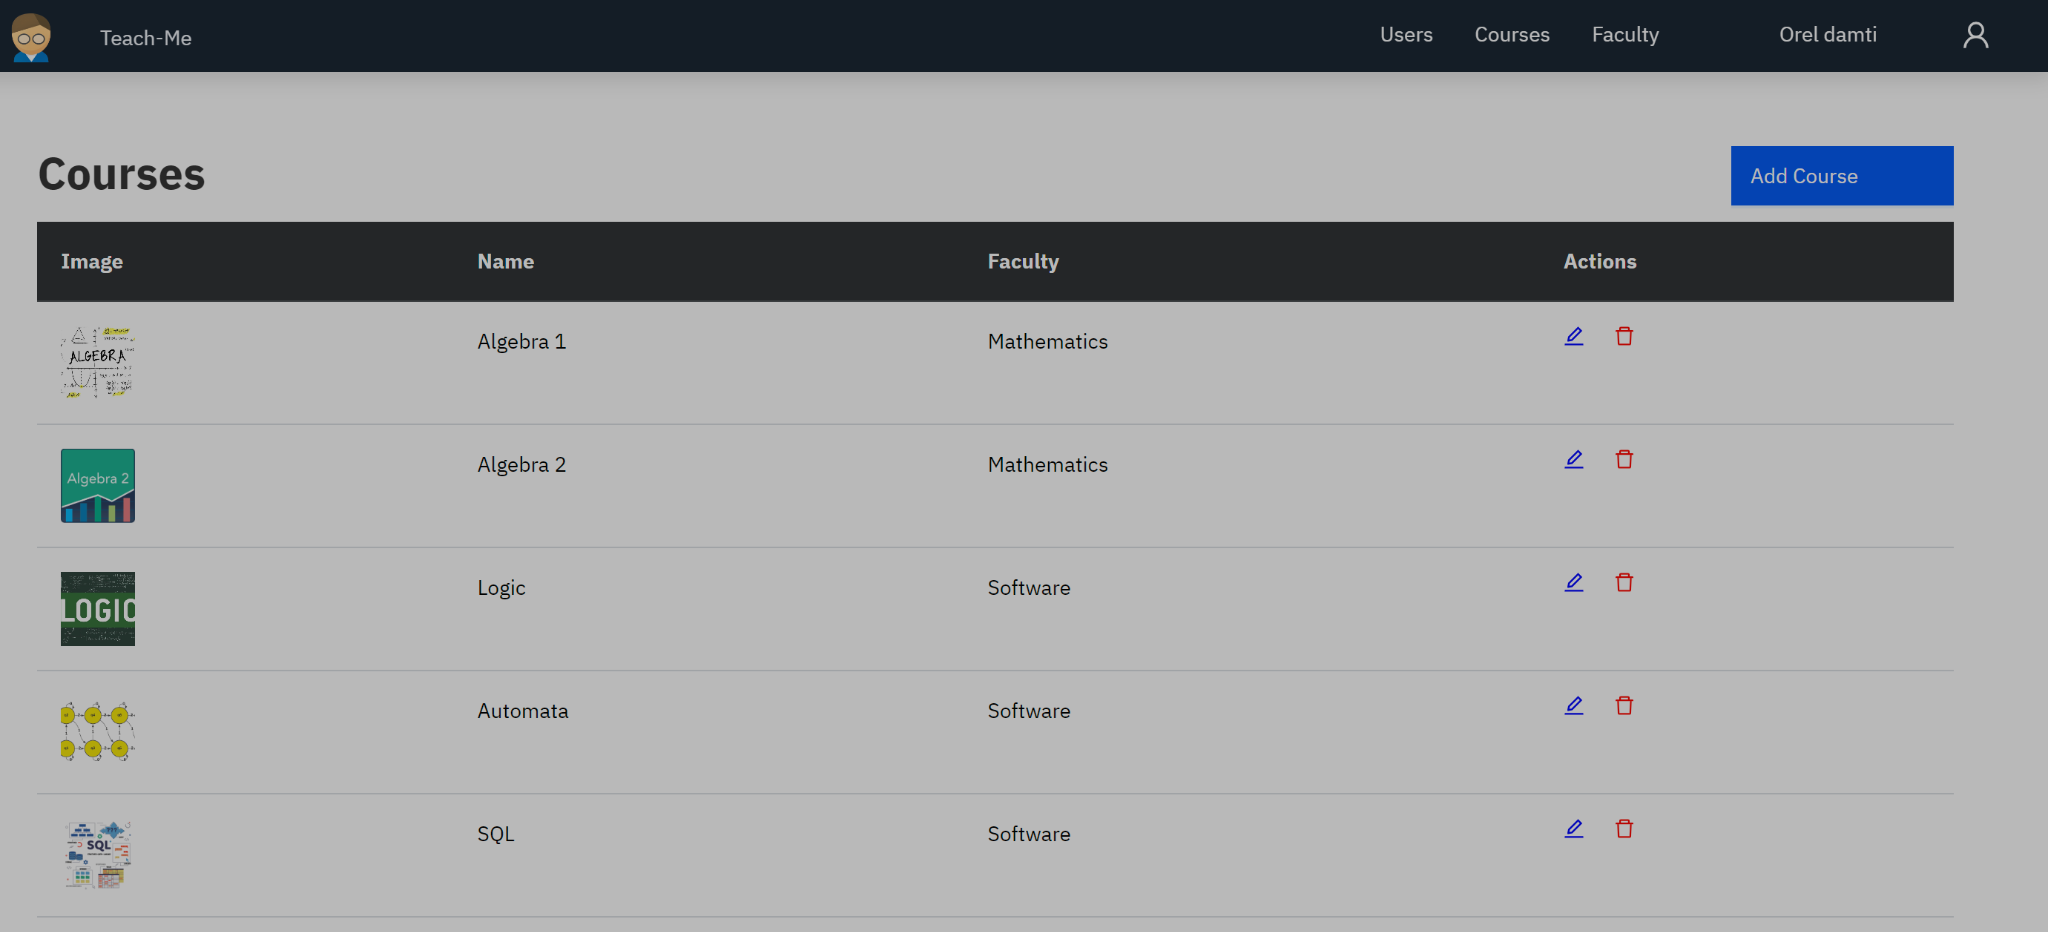 Teach-Me
Users Courses Faculty Orel damti
Courses
Add Course
Image Name Faculty Actions
ALGEBRA
Algebra 1 Mathematics
Algebra 2
Algebra 2 Mathematics
LOGIC
Logic Software
Automata Software
SQL
SQL Software